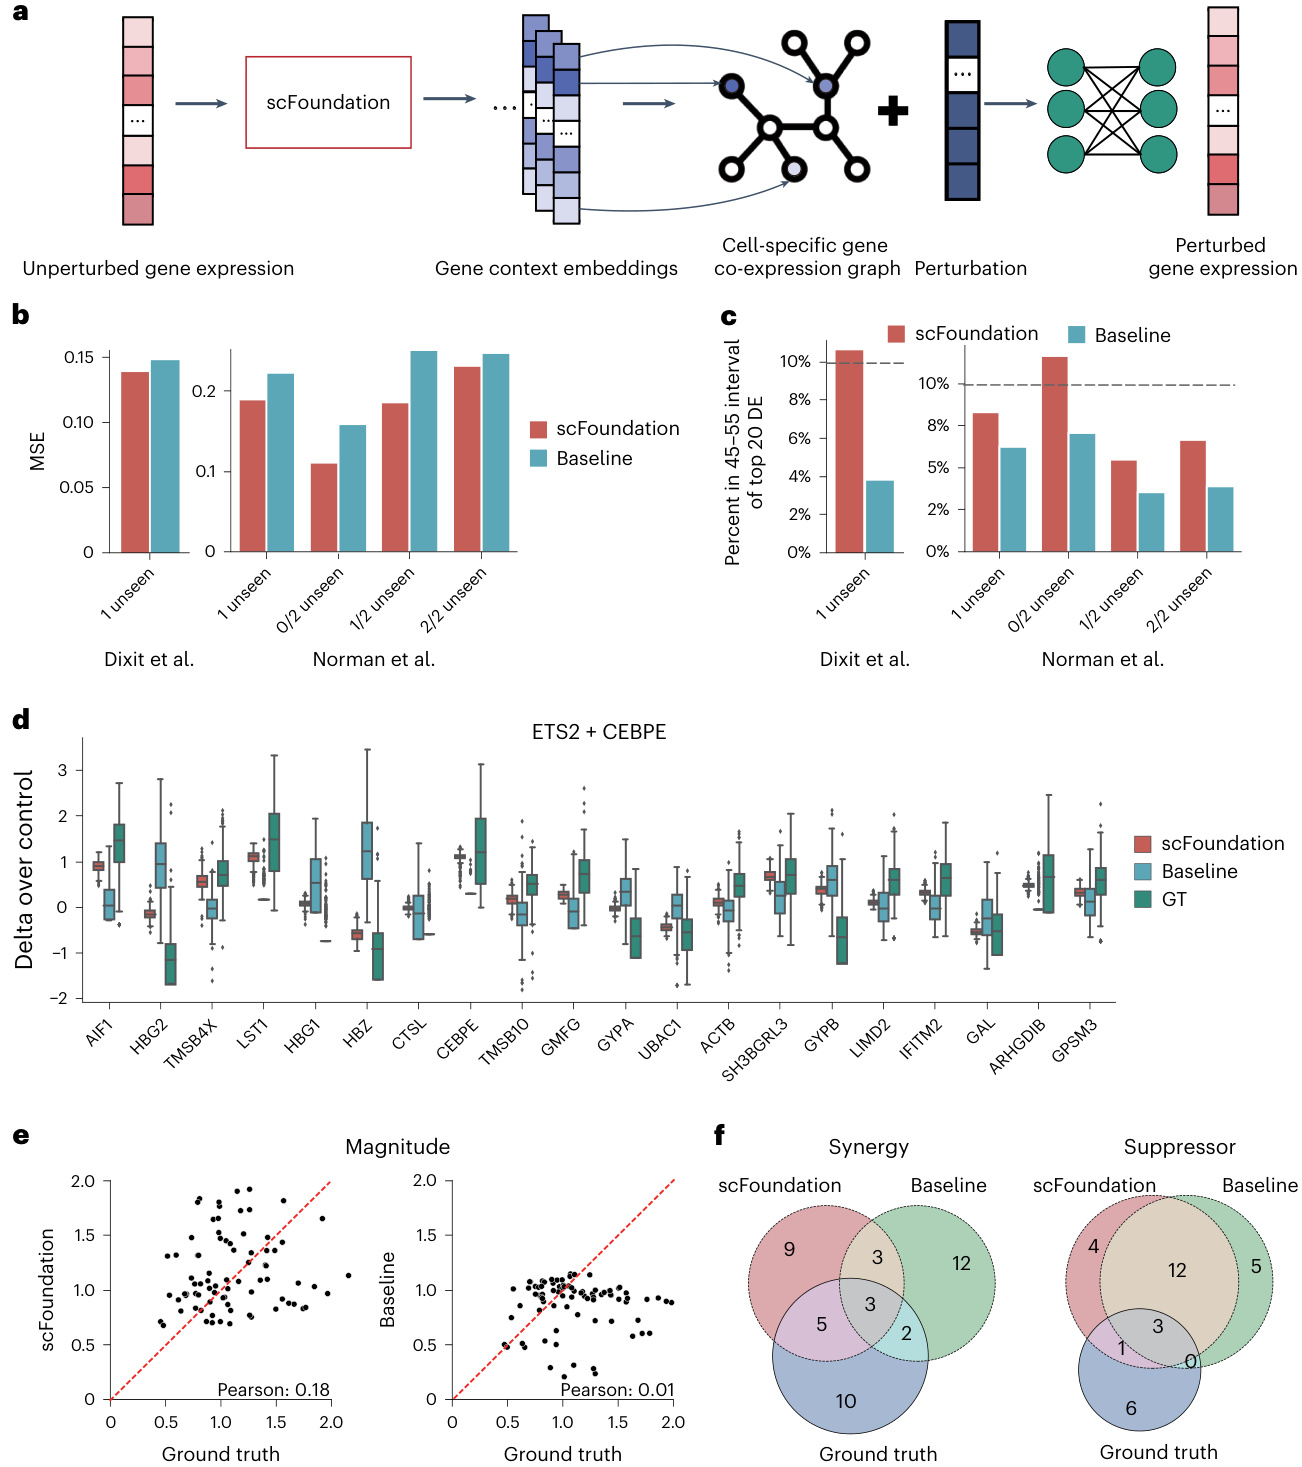 a
scFoundation
...
...
...
...
...
...
...
Unperturbed gene expression
Gene context embeddings
Cell-specific gene
co-expression graph
Perturbation
Perturbed
gene expression
b
MSE
0.15
0.10
0.05
0
0.2
0.1
0
1 unseen
1 unseen
0/2 unseen
1/2 unseen
2/2 unseen
Dixit et al.
Norman et al.
scFoundation
Baseline
c
scFoundation
Baseline
Percent in 45–55 interval
of top 20 DE
10%
8%
6%
4%
2%
0%
10%
8%
5%
2%
0%
1 unseen
1 unseen
0/2 unseen
1/2 unseen
2/2 unseen
Dixit et al.
Norman et al.
d
ETS2 + CEBPE
Delta over control
3
2
1
0
−1
−2
AIF1
HBG2
TMSB4X
LST1
HBG1
HBZ
CTSL
CEBPE
TMSB10
GMFG
GYPA
UBAC1
ACTB
SH3BGRL3
GYPB
LIMD2
IFITM2
GAL
ARHGDIB
GPSM3
scFoundation
Baseline
GT
e
Magnitude
scFoundation
2.0
1.5
1.0
0.5
0
Pearson: 0.18
0
0.5
1.0
1.5
2.0
Ground truth
Baseline
2.0
1.5
1.0
0.5
0
Pearson: 0.01
0
0.5
1.0
1.5
2.0
Ground truth
f
Synergy
scFoundation
Baseline
9
3
12
3
5
2
10
Ground truth
Suppressor
scFoundation
Baseline
4
12
5
3
1
0
6
Ground truth